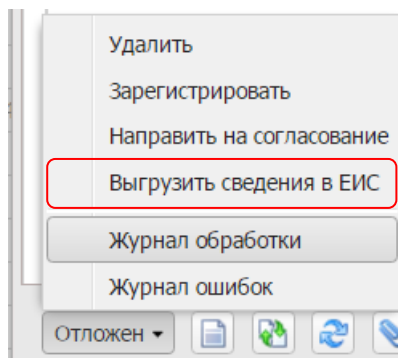 Удалить
Зарегистрировать
Направить на согласование
Выгрузить сведения в ЕИС
Журнал обработки
Журнал ошибок
Отложен